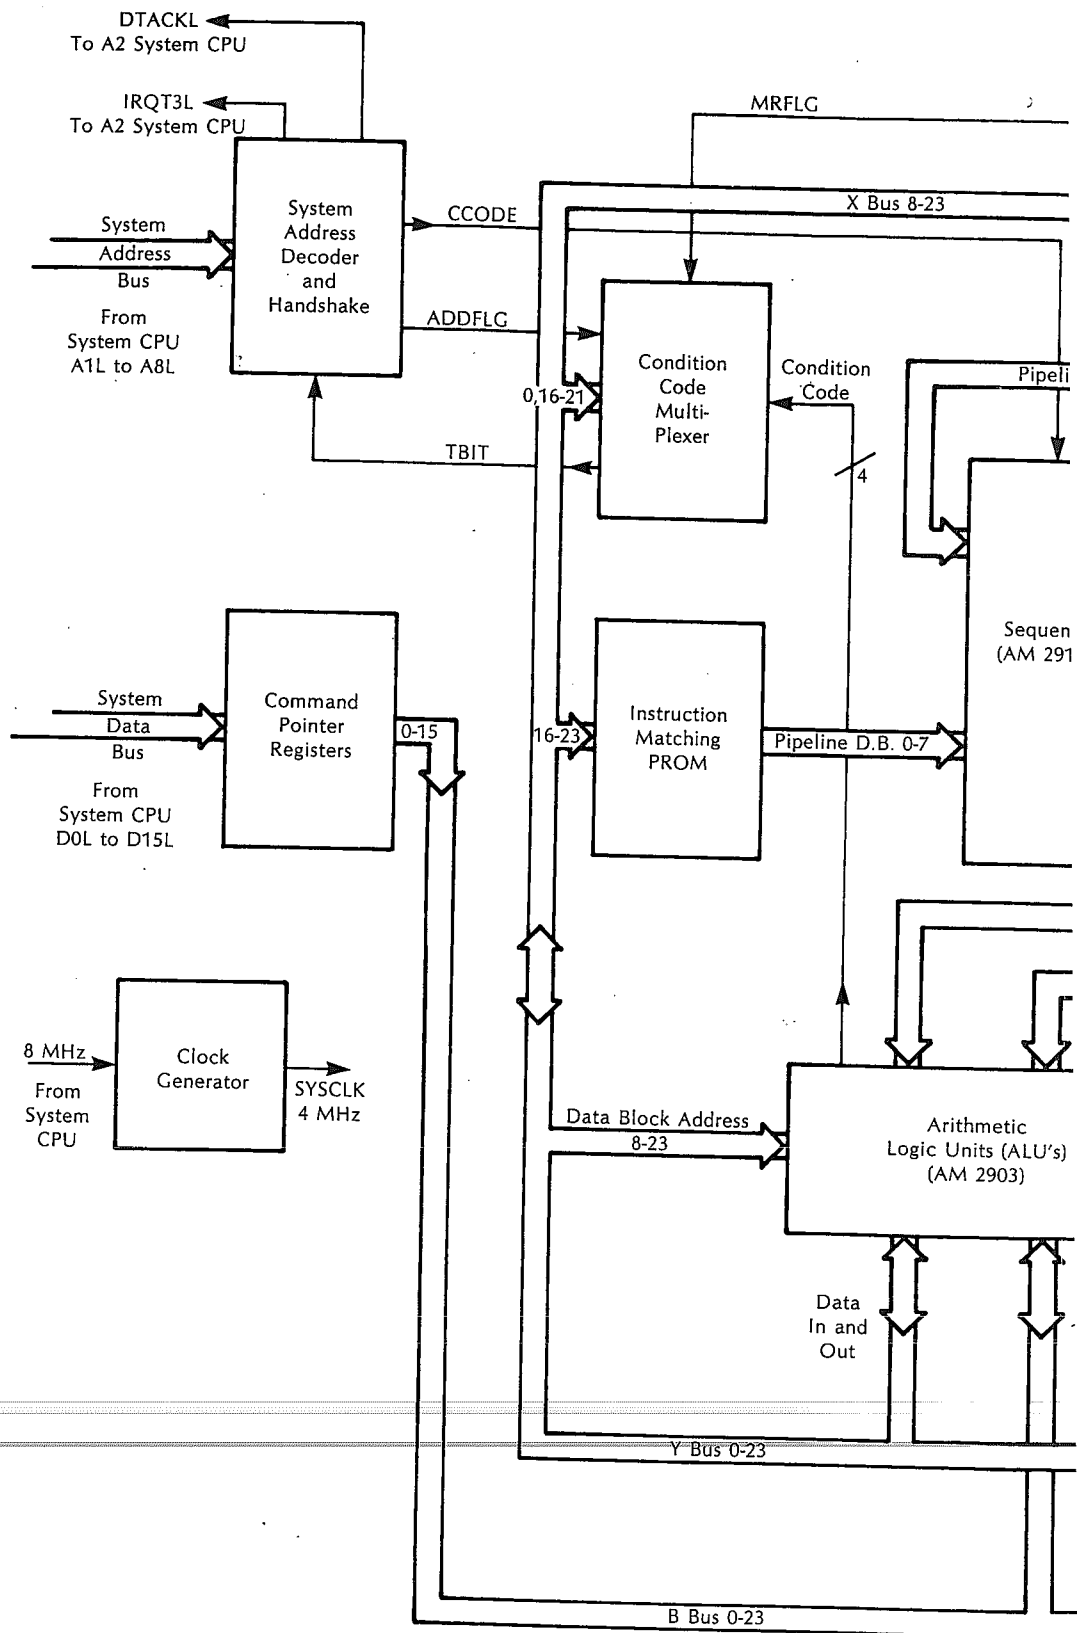 DTACKL
To A2 System CPU
IRQT3L
To A2 System CPU
MRFLG
X Bus 8-23
System
Address
Decoder
and
Handshake
CCODE
System
Address
Bus
From
System CPU
A1L to A8L
ADDFLG
Condition
Code
Multi-
Plexer
Condition
Code
0,16-21
TBIT
4
Pipeli
Sequen
(AM 291
System
Data
Bus
From
System CPU
D0L to D15L
Command
Pointer
Registers
0-15
16-23
Instruction
Matching
PROM
Pipeline D.B. 0-7
8 MHz
From
System
CPU
Clock
Generator
SYSCLK
4 MHz
Data Block Address
8-23
Arithmetic
Logic Units (ALU's)
(AM 2903)
Data
In and
Out
Y Bus 0-23
B Bus 0-23